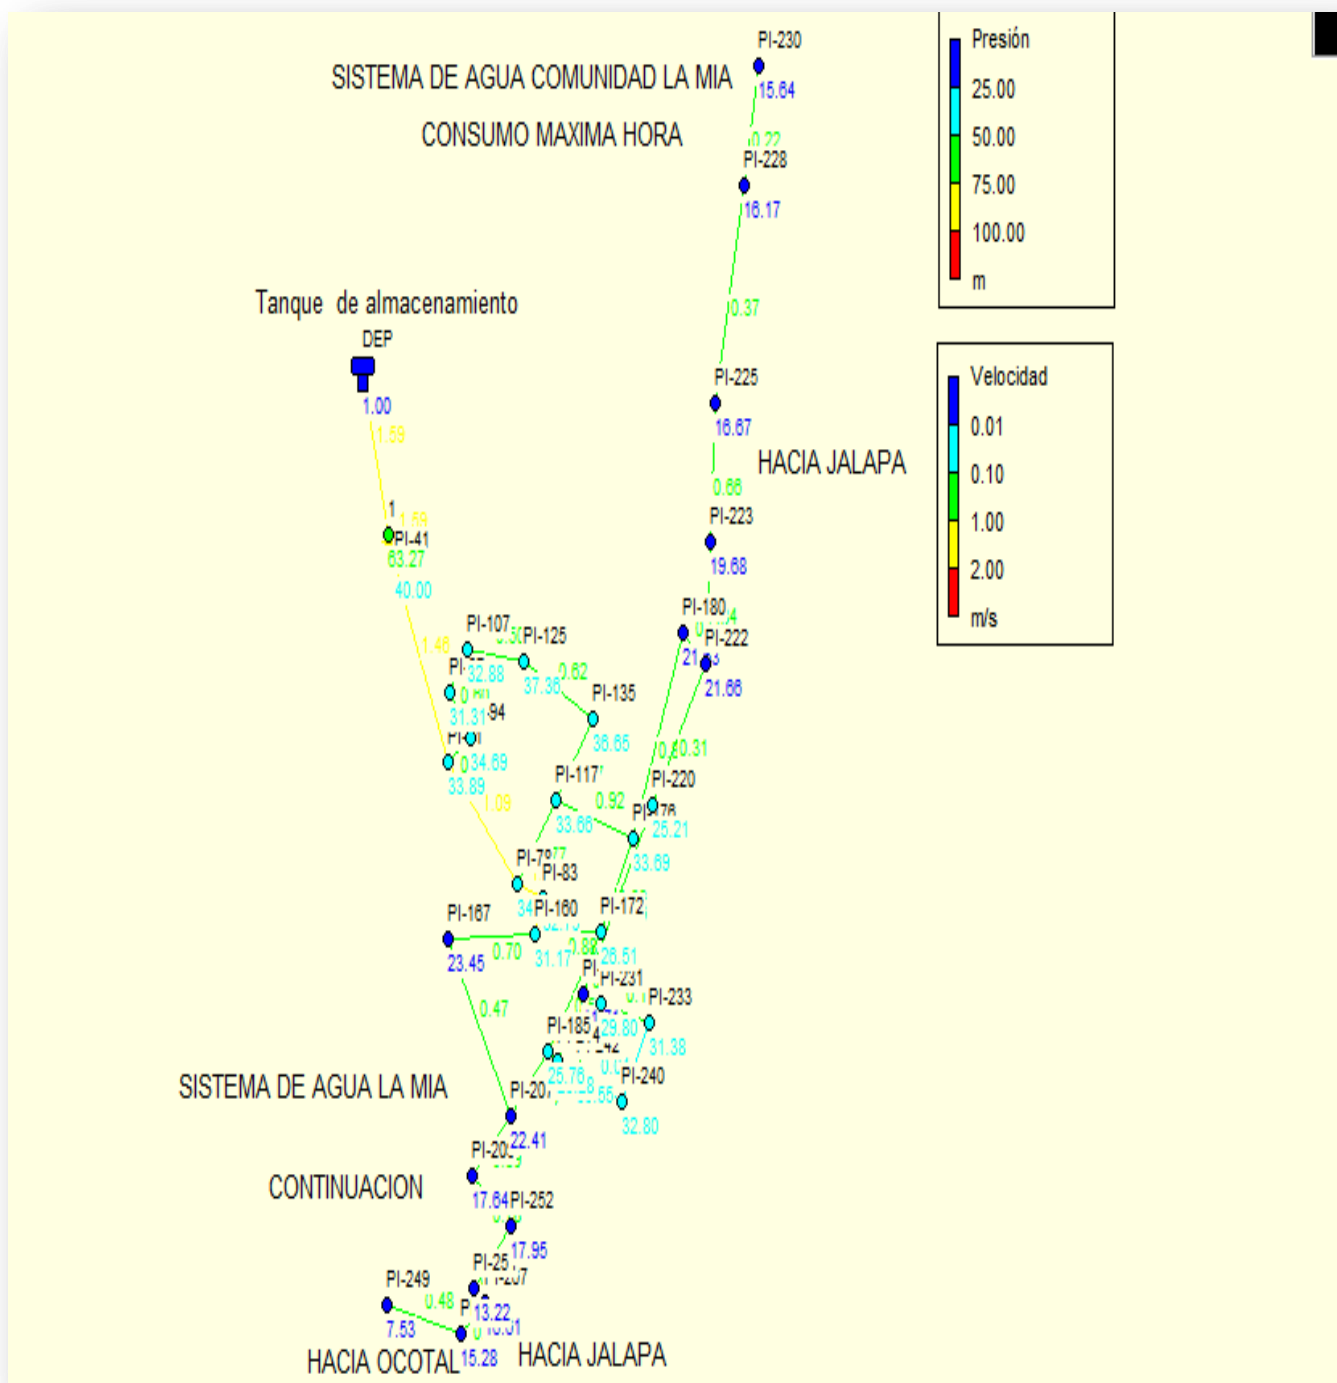 PI-230
Presión
SISTEMA DE AGUA COMUNIDAD LA MIA
15.64
25.00
CONSUMO MAXIMA HORA
0.22
50.00
PI-228
75.00
16.17
100.00
m
Tanque de almacenamiento
0.37
DEP
1.00
PI-225
Velocidad
16.67
0.01
1.59
HACIA JALAPA
0.10
0.66
1.00
1
PI-223
PI-41
63.27
19.68
2.00
40.00
m/s
PI-180
PI-107
PI-125
PI-222
1.46
32.88
37.36
0.62
21.66
PI-135
31.31
36.65
34.69
33.89
0.31
PI-117
PI-220
1.09
0.92
33.66
25.21
33.69
PI-83
PI-160
PI-172
PI-167
23.45
0.70
31.17
26.51
PI-231
PI-233
0.47
29.80
31.38
PI-185
25.76
PI-240
SISTEMA DE AGUA LA MIA
32.80
22.41
CONTINUACION
17.64
PI-252
17.95
PI-249
0.48
13.22
7.53
15.28
HACIA OCOTAL
HACIA JALAPA